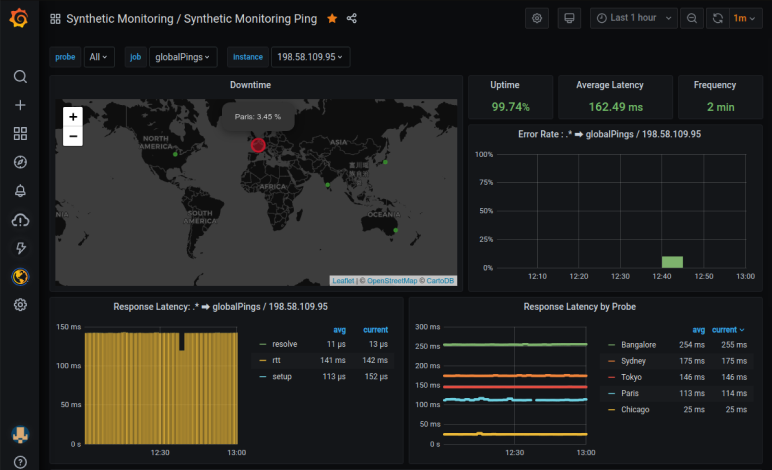 Synthetic Monitoring / Synthetic Monitoring Ping
Last 1 hour
1m
probe All job globalPings instance 198.58.109.95
Downtime
+
−
Paris: 3.45 %
NORTH AMERICA
ASIA
AFRICA
SOUTH AMERICA
OCEANIA
NIA
Leaflet | © OpenStreetMap © CartoDB
Uptime
99.74%
Average Latency
162.49 ms
Frequency
2 min
Error Rate : .* ➡ globalPings / 198.58.109.95
100%
75%
50%
25%
0%
12:10 12:20 12:30 12:40 12:50 13:00
Response Latency: .* ➡ globalPings / 198.58.109.95
150 ms
100 ms
50 ms
0 s
12:30 13:00
avg current
resolve 11 µs 13 µs
rtt 141 ms 142 ms
setup 113 µs 152 µs
Response Latency by Probe
300 ms
250 ms
200 ms
150 ms
100 ms
50 ms
0 s
12:30 13:00
avg current
Bangalore 254 ms 255 ms
Sydney 175 ms 175 ms
Tokyo 146 ms 146 ms
Paris 113 ms 114 ms
Chicago 25 ms 25 ms